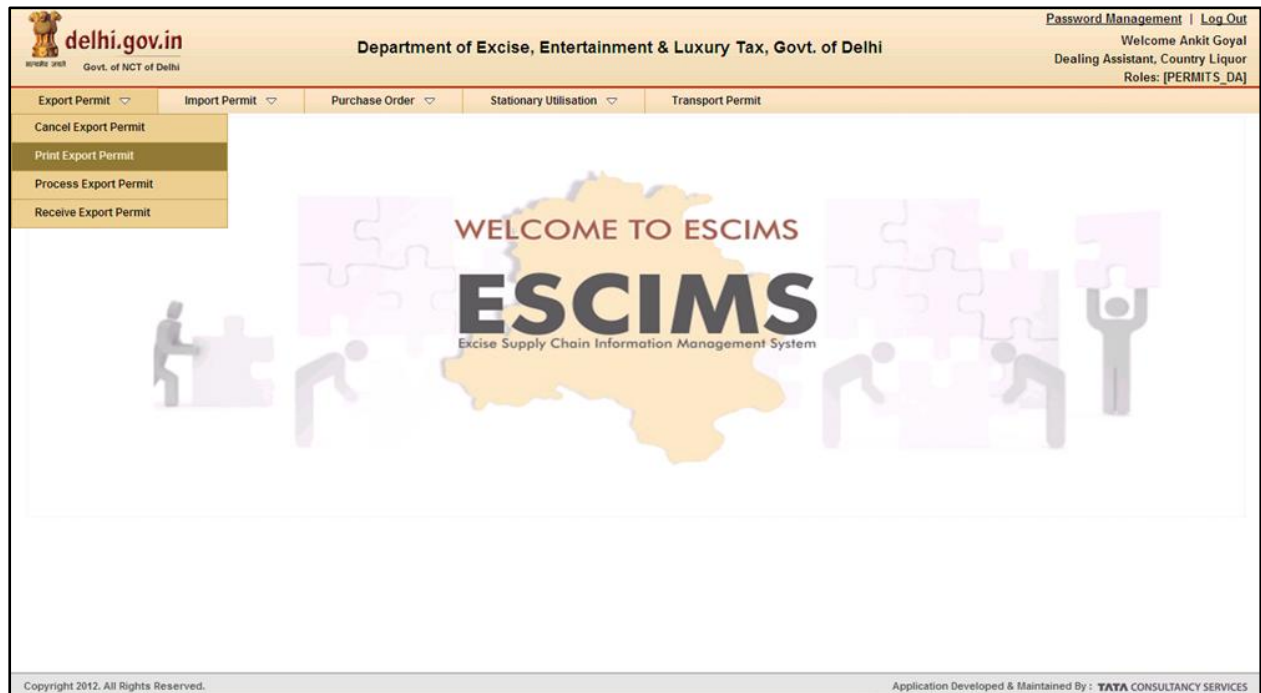 Password Management | Log Out
delhi.gov.in
सत्यमेव जयते
Govt. of NCT of Delhi
Department of Excise, Entertainment & Luxury Tax, Govt. of Delhi
Welcome Ankit Goyal
Dealing Assistant, Country Liquor
Roles: [PERMITS_DA]
Export Permit Import Permit Purchase Order Stationary Utilisation Transport Permit
Cancel Export Permit
Print Export Permit
Process Export Permit
Receive Export Permit
WELCOME TO ESCIMS
ESCIMS
Excise Supply Chain Information Management System
Copyright 2012. All Rights Reserved. Application Developed & Maintained By : TATA CONSULTANCY SERVICES